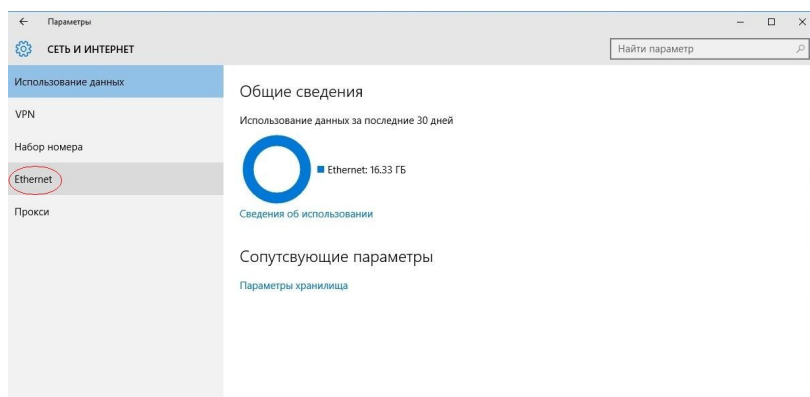 Параметры
СЕТЬ И ИНТЕРНЕТ
Найти параметр
Использование данных
VPN
Набор номера
Ethernet
Прокси
Общие сведения
Использование данных за последние 30 дней
Ethernet: 16.33 ГБ
Сведения об использовании
Сопутсвующие параметры
Параметры хранилища